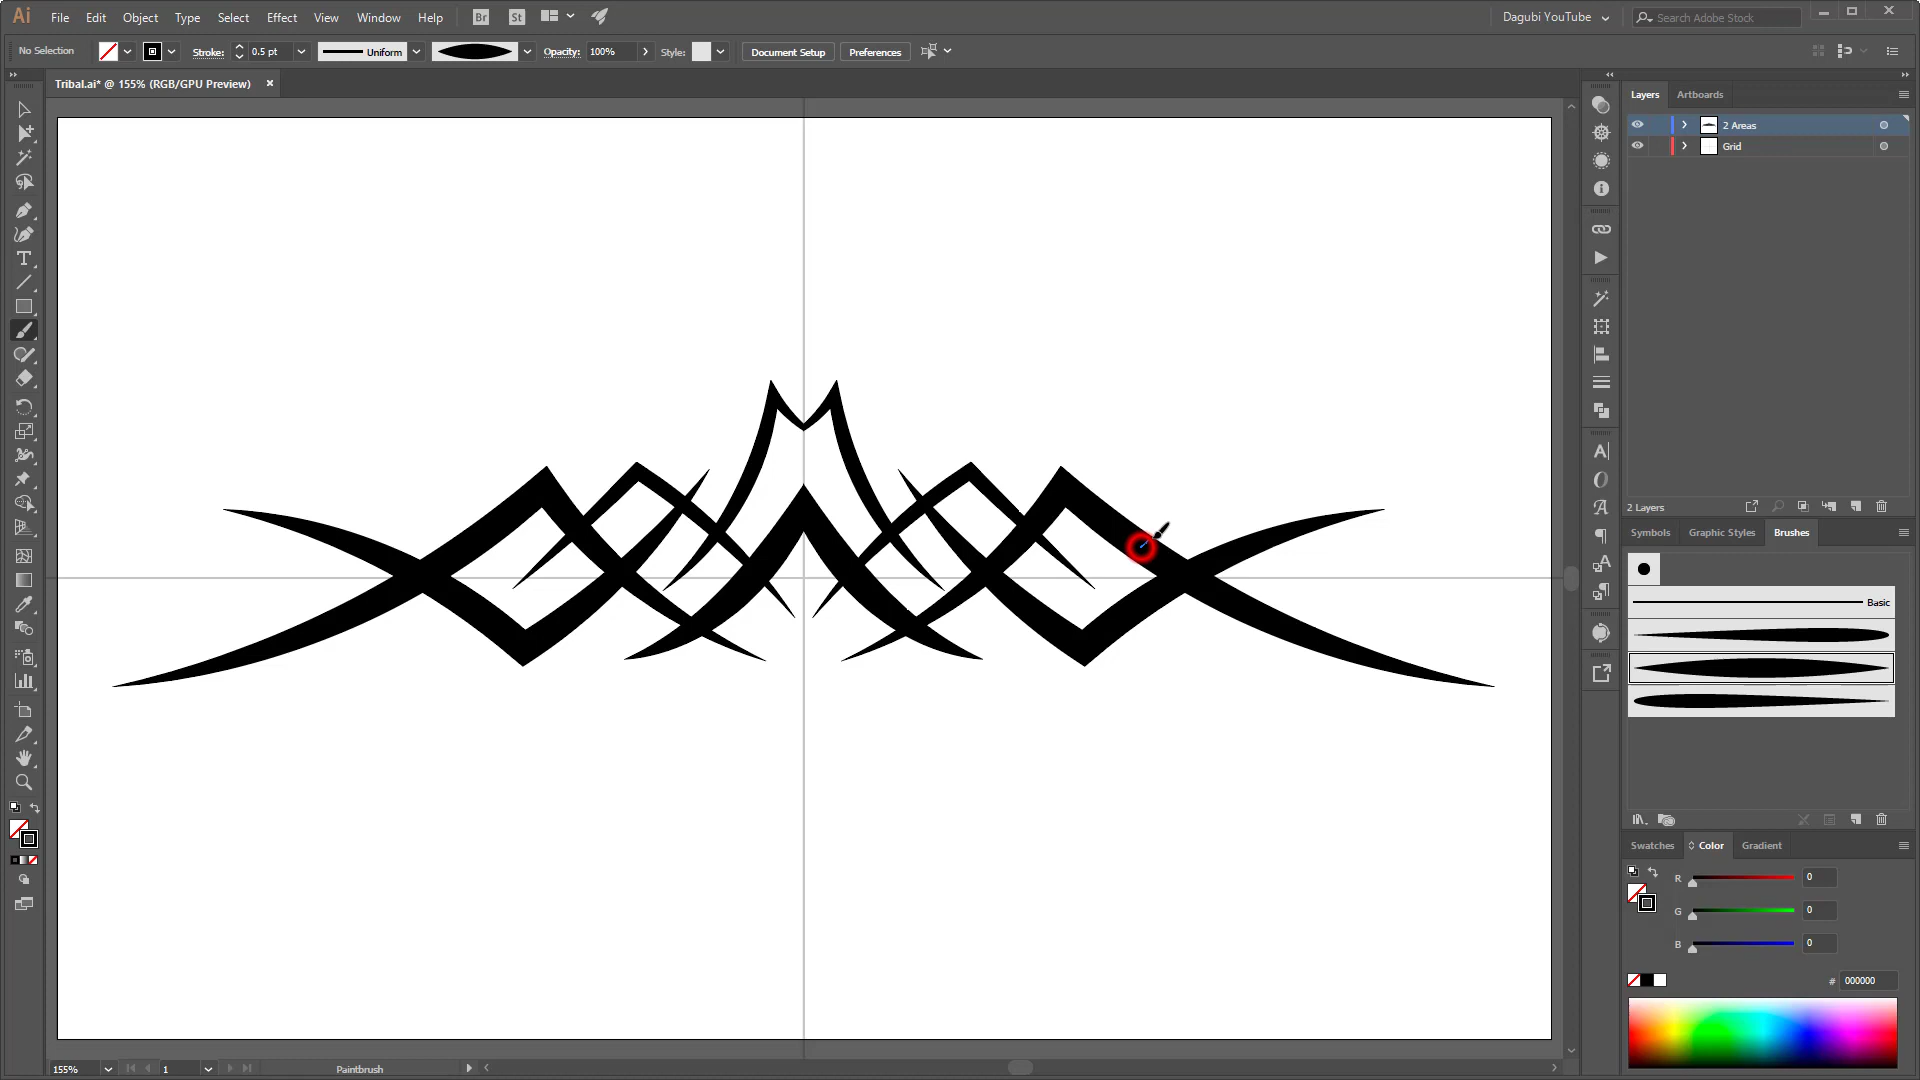 Ai File Edit Object Type Select Effect View Window Help Br St Dagubi YouTube Search Adobe Stock
No Selection Stroke: 0.5 pt Uniform Opacity: 100% Style: Document Setup Preferences
Tribal.ai* @ 155% (RGB/GPU Preview)
Layers Artboards
2 Areas
Grid
2 Layers
Symbols Graphic Styles Brushes
Basic
Swatches Color Gradient
R 0
G 0
B 0
# 000000
155% 1 Paintbrush